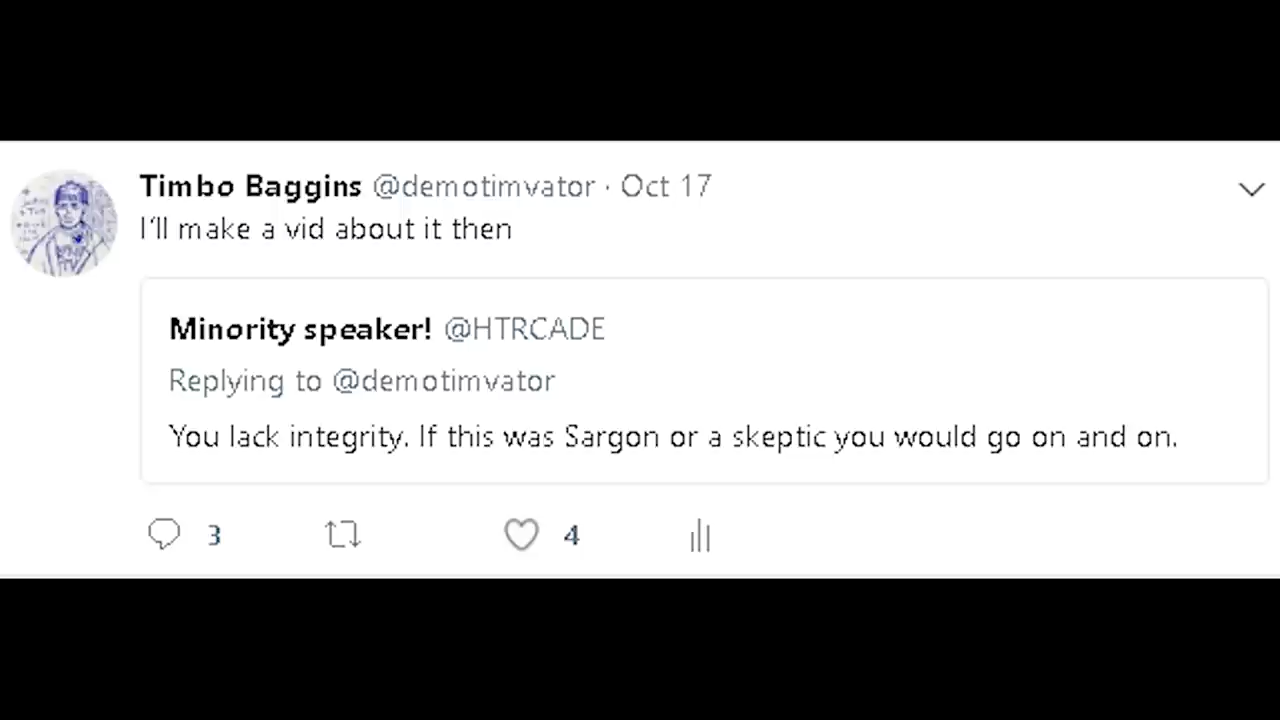 Timbo Baggins @demotimvator · Oct 17
I'll make a vid about it then
Minority speaker! @HTRCADE
Replying to @demotimvator
You lack integrity. If this was Sargon or a skeptic you would go on and on.
3 4